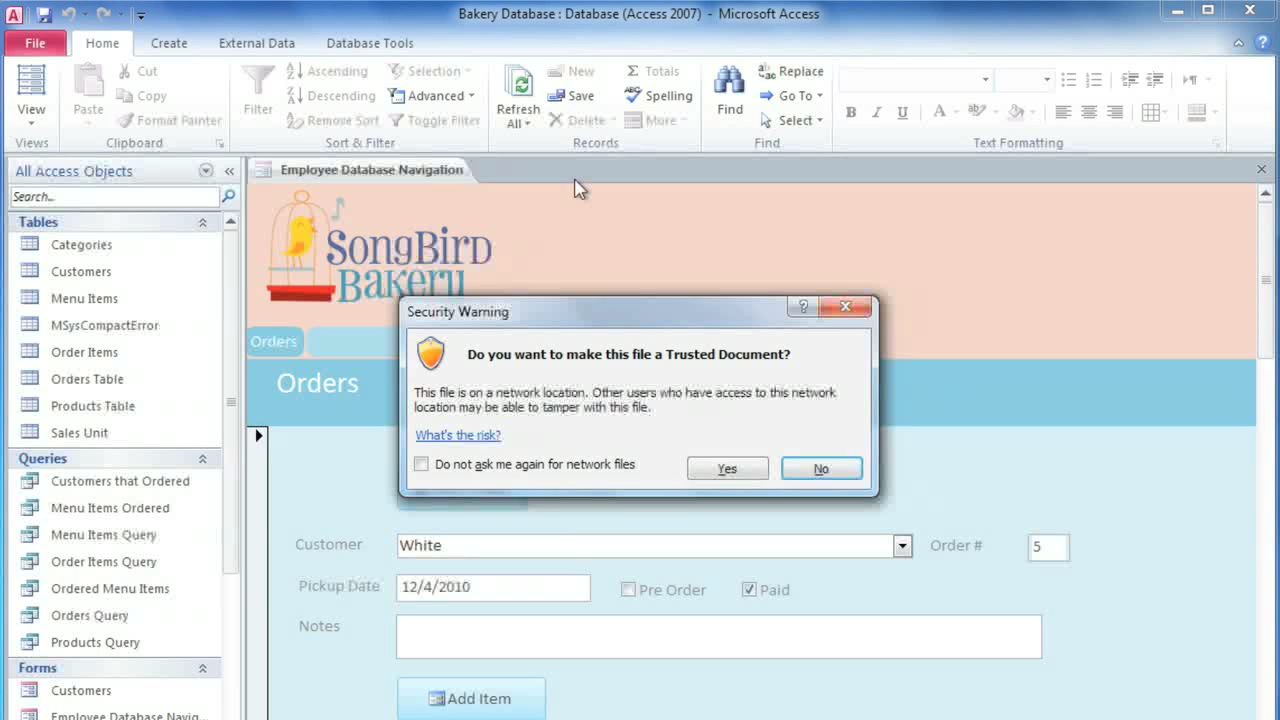 Bakery Database : Database (Access 2007) - Microsoft Access
File Home Create External Data Database Tools
View
Views
Paste
Cut
Copy
Format Painter
Clipboard
Filter
Ascending
Descending
Remove Sort
Selection
Advanced
Toggle Filter
Sort & Filter
Refresh
All
New
Save
Delete
Totals
Spelling
More
Records
Find
Replace
Go To
Select
Find
B I U A ab
Text Formatting
All Access Objects
Search...
Tables
Categories
Customers
Menu Items
MSysCompactError
Order Items
Orders Table
Products Table
Sales Unit
Queries
Customers that Ordered
Menu Items Ordered
Menu Items Query
Order Items Query
Ordered Menu Items
Orders Query
Products Query
Forms
Customers
Employee Database Navig...
Employee Database Navigation
SongBird
Bakery
Orders
Orders
Security Warning
Do you want to make this file a Trusted Document?
This file is on a network location. Other users who have access to this network
location may be able to tamper with this file.
What's the risk?
Do not ask me again for network files
Yes No
Customer White Order # 5
Pickup Date 12/4/2010 Pre Order Paid
Notes
Add Item